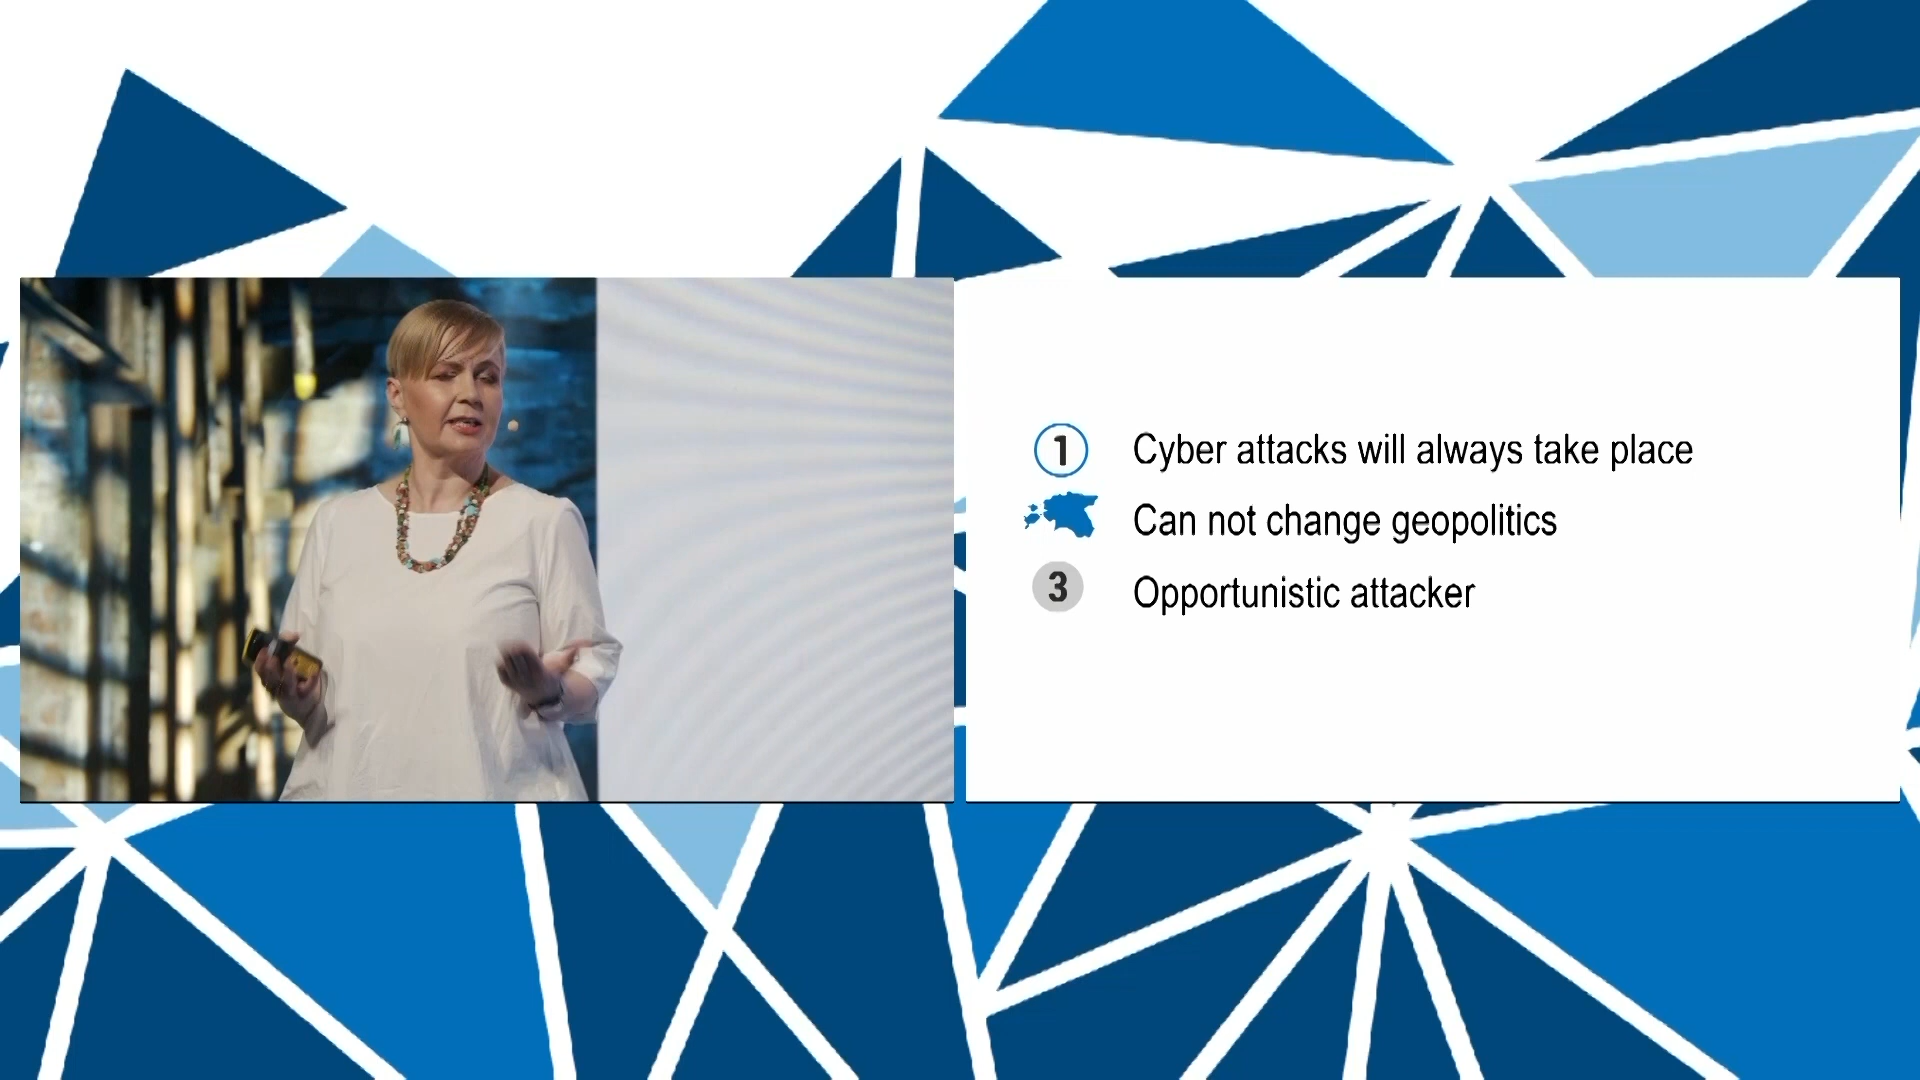 1 Cyber attacks will always take place
Can not change geopolitics
3 Opportunistic attacker